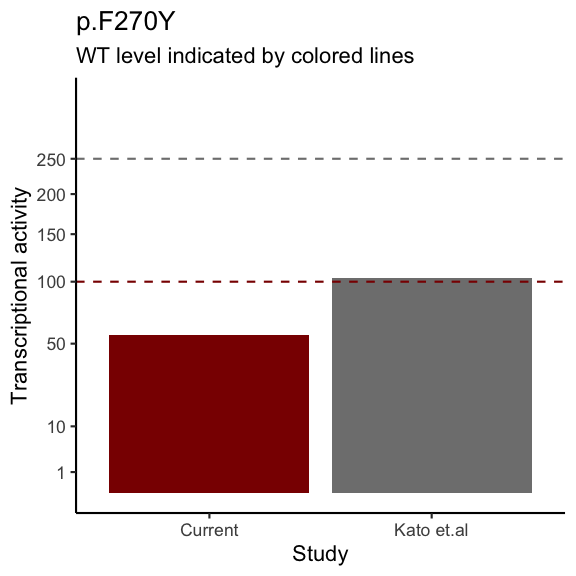 p.F270Y
WT level indicated by colored lines
Transcriptional activity
250
200
150
100
50
10
1
Current
Kato et.al
Study